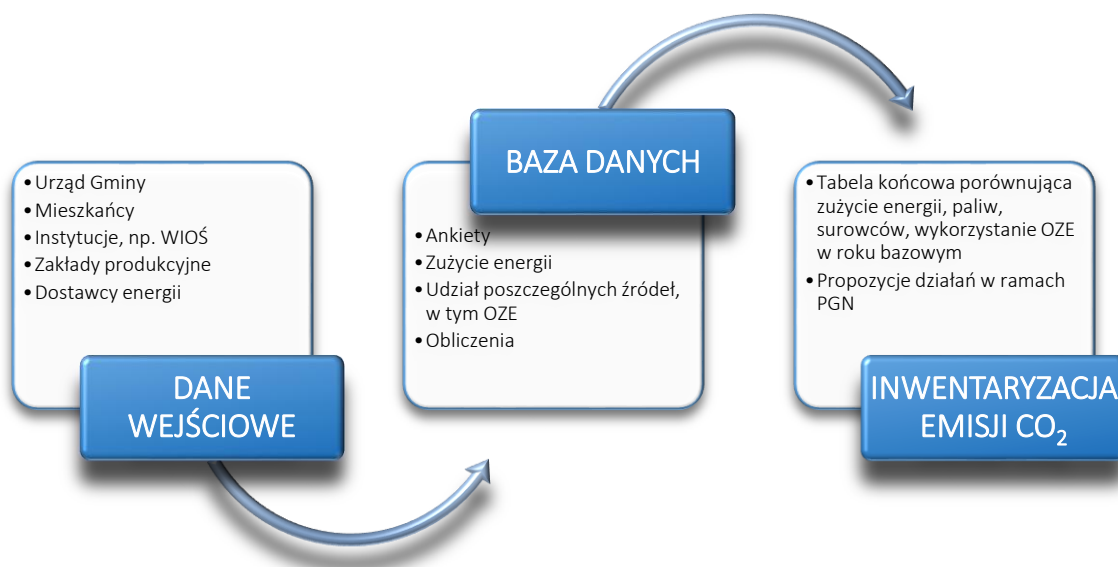 • Urząd Gminy
• Mieszkańcy
• Instytucje, np. WIOŚ
• Zakłady produkcyjne
• Dostawcy energii
DANE
WEJŚCIOWE
BAZA DANYCH
• Ankiety
• Zużycie energii
• Udział poszczególnych źródeł,
w tym OZE
• Obliczenia
• Tabela końcowa porównująca
zużycie energii, paliw,
surowców, wykorzystanie OZE
w roku bazowym
• Propozycje działań w ramach
PGN
INWENTARYZACJA
EMISJI CO₂